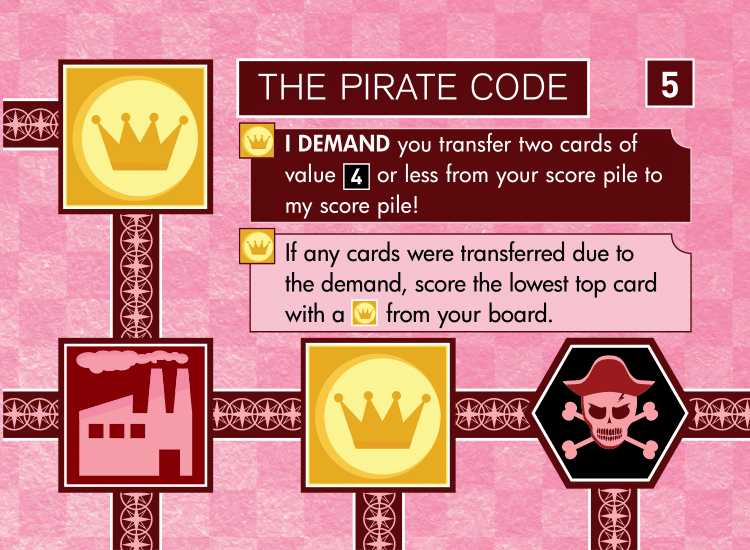 THE PIRATE CODE
5
I DEMAND you transfer two cards of
value 4 or less from your score pile to
my score pile!
If any cards were transferred due to
the demand, score the lowest top card
with a from your board.